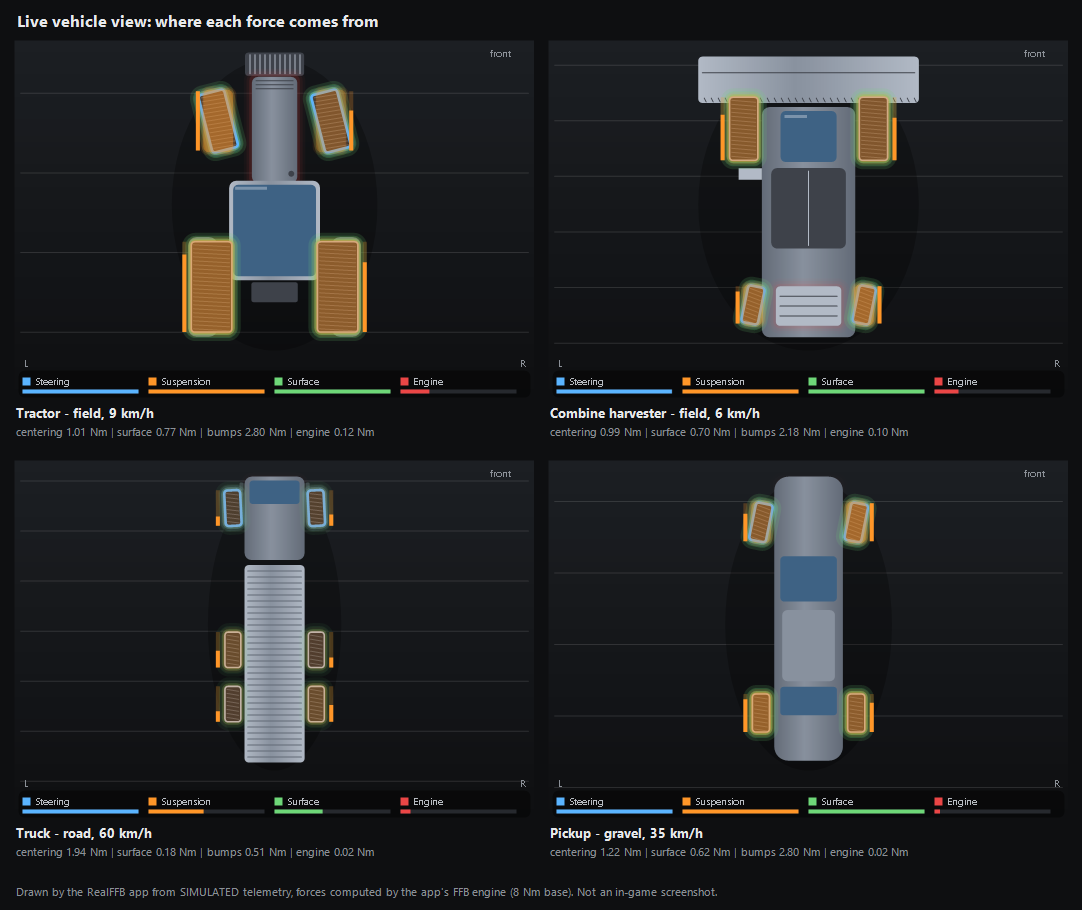 Live vehicle view: where each force comes from
front
L R
Steering Suspension Surface Engine
Tractor - field, 9 km/h
centering 1.01 Nm | surface 0.77 Nm | bumps 2.80 Nm | engine 0.12 Nm
front
L R
Steering Suspension Surface Engine
Combine harvester - field, 6 km/h
centering 0.99 Nm | surface 0.70 Nm | bumps 2.18 Nm | engine 0.10 Nm
front
L R
Steering Suspension Surface Engine
Truck - road, 60 km/h
centering 1.94 Nm | surface 0.18 Nm | bumps 0.51 Nm | engine 0.02 Nm
front
L R
Steering Suspension Surface Engine
Pickup - gravel, 35 km/h
centering 1.22 Nm | surface 0.62 Nm | bumps 2.80 Nm | engine 0.02 Nm
Drawn by the RealFFB app from SIMULATED telemetry, forces computed by the app's FFB engine (8 Nm base). Not an in-game screenshot.